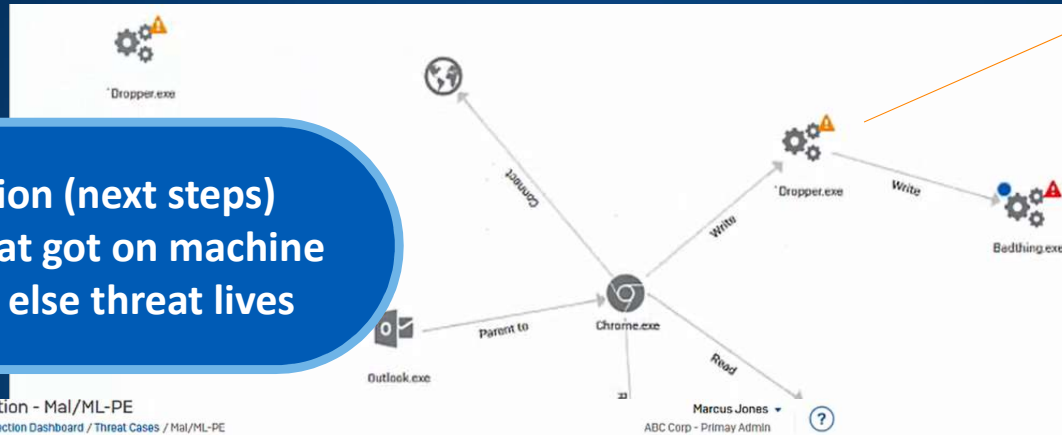 `Dropper.exe
Connect
`Dropper.exe
Write
Write
Badthing.exe
ion (next steps)
at got on machine
else threat lives
Parent to
Chrome.exe
Read
Outlook.exe
tion - Mal/ML-PE
Marcus Jones
ection Dashboard / Threat Cases / Mal/ML-PE
ABC Corp - Primay Admin
?